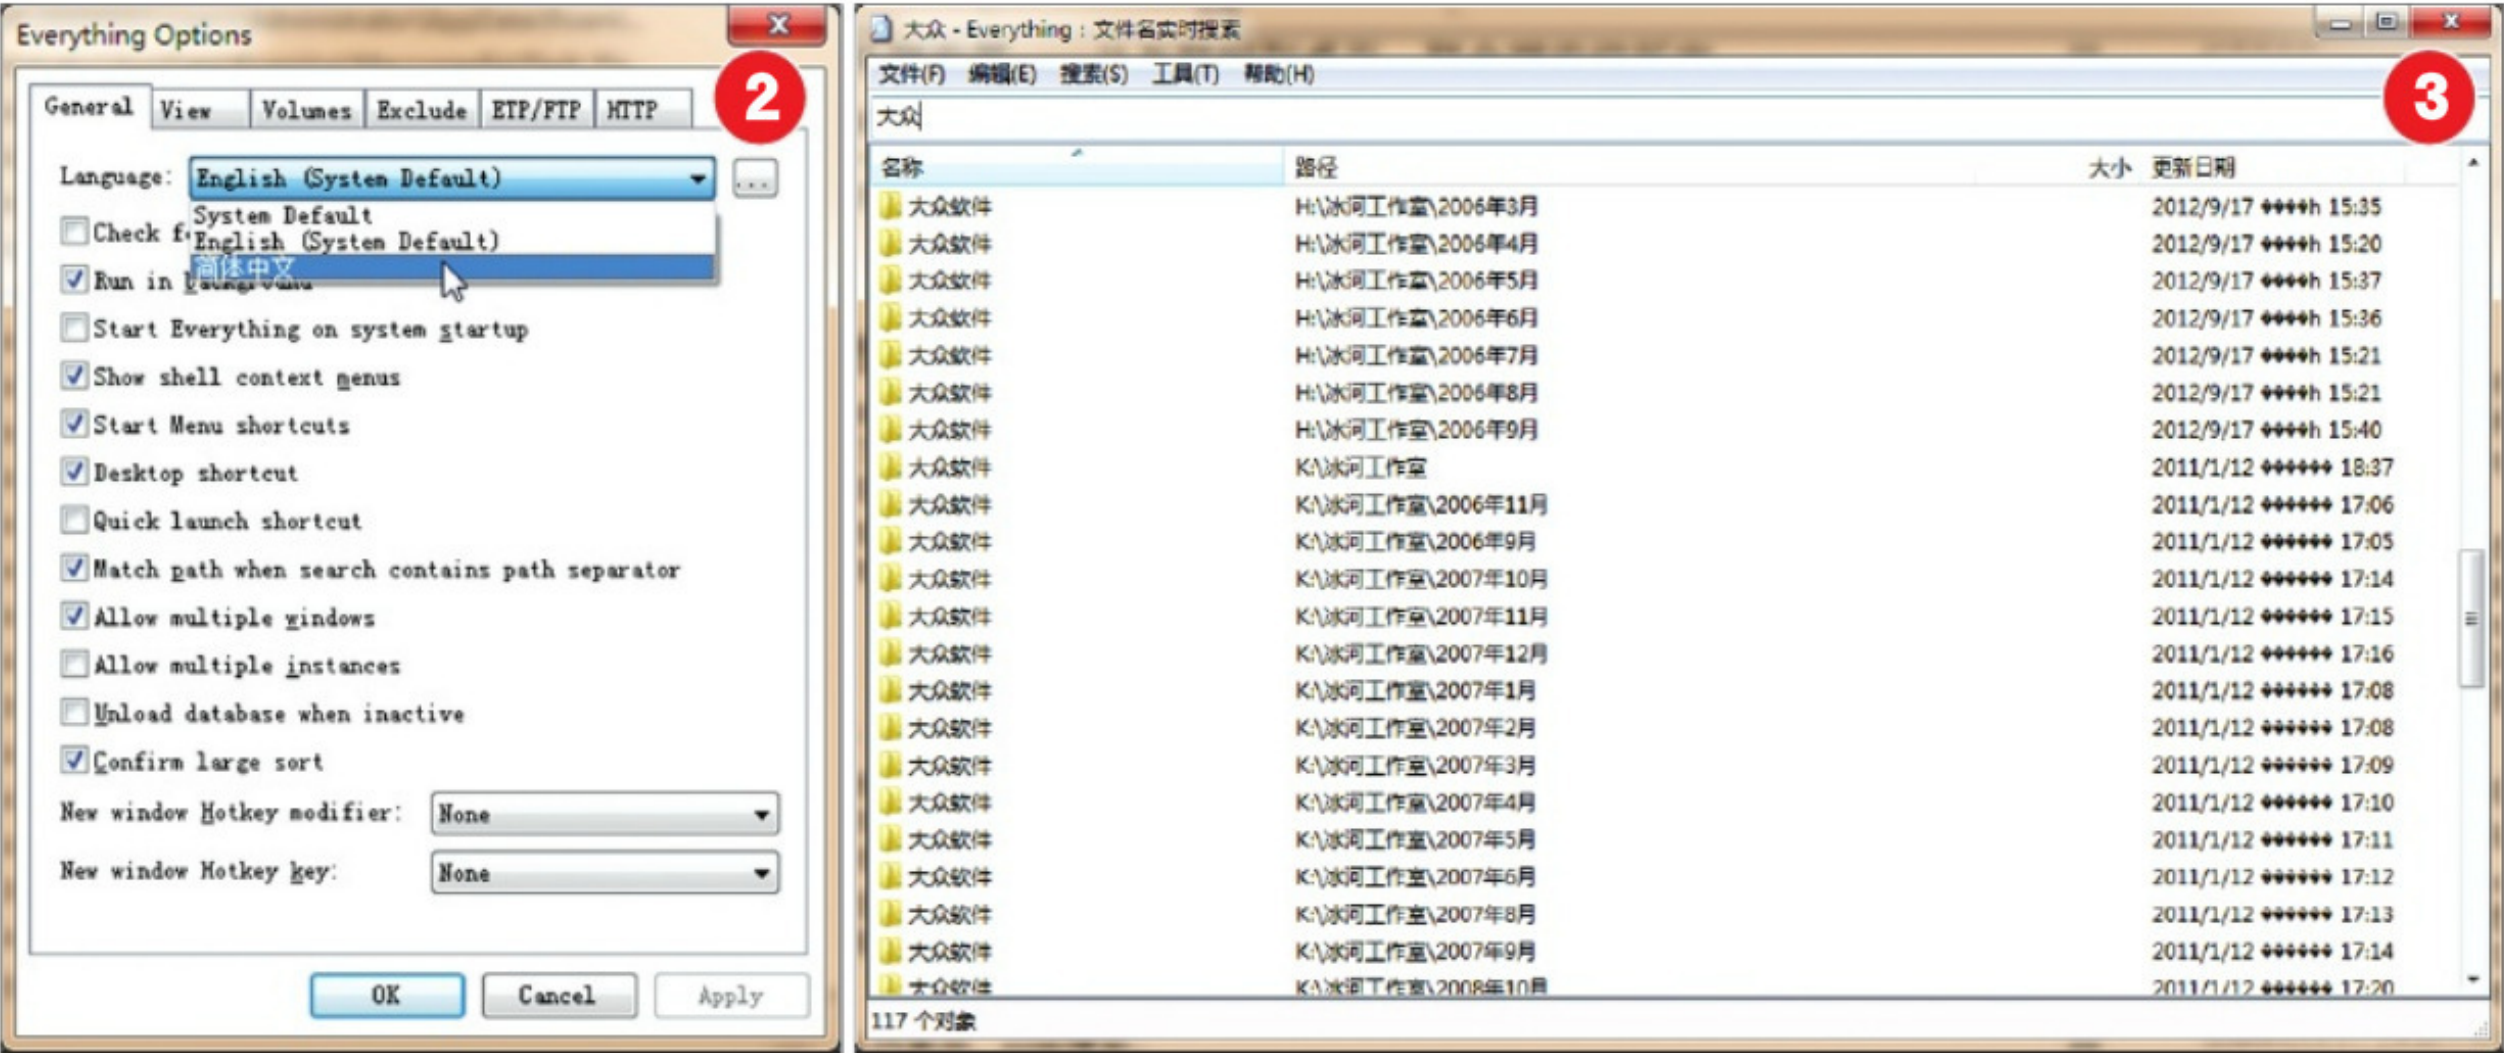 Everything Options
2
General View Volumes Exclude ETP/FTP HTTP
Language: English (System Default) ...
System Default
Check f
English (System Default)
简体中文
Run in background
Start Everything on system startup
Show shell context menus
Start Menu shortcuts
Desktop shortcut
Quick launch shortcut
Match path when search contains path separator
Allow multiple windows
Allow multiple instances
Unload database when inactive
Confirm large sort
New window Hotkey modifier: None
New window Hotkey key: None
OK Cancel Apply
大众 - Everything : 文件名实时搜索
3
文件(F) 编辑(E) 搜索(S) 工具(T) 帮助(H)
大众
名称 路径 大小 更新日期
大众软件 H:\冰河工作室\2006年3月 2012/9/17 ����h 15:35
大众软件 H:\冰河工作室\2006年4月 2012/9/17 ����h 15:20
大众软件 H:\冰河工作室\2006年5月 2012/9/17 ����h 15:37
大众软件 H:\冰河工作室\2006年6月 2012/9/17 ����h 15:36
大众软件 H:\冰河工作室\2006年7月 2012/9/17 ����h 15:21
大众软件 H:\冰河工作室\2006年8月 2012/9/17 ����h 15:21
大众软件 H:\冰河工作室\2006年9月 2012/9/17 ����h 15:40
大众软件 K:\冰河工作室 2011/1/12 ������ 18:37
大众软件 K:\冰河工作室\2006年11月 2011/1/12 ������ 17:06
大众软件 K:\冰河工作室\2006年9月 2011/1/12 ������ 17:05
大众软件 K:\冰河工作室\2007年10月 2011/1/12 ������ 17:14
大众软件 K:\冰河工作室\2007年11月 2011/1/12 ������ 17:15
大众软件 K:\冰河工作室\2007年12月 2011/1/12 ������ 17:16
大众软件 K:\冰河工作室\2007年1月 2011/1/12 ������ 17:08
大众软件 K:\冰河工作室\2007年2月 2011/1/12 ������ 17:08
大众软件 K:\冰河工作室\2007年3月 2011/1/12 ������ 17:09
大众软件 K:\冰河工作室\2007年4月 2011/1/12 ������ 17:10
大众软件 K:\冰河工作室\2007年5月 2011/1/12 ������ 17:11
大众软件 K:\冰河工作室\2007年6月 2011/1/12 ������ 17:12
大众软件 K:\冰河工作室\2007年8月 2011/1/12 ������ 17:13
大众软件 K:\冰河工作室\2007年9月 2011/1/12 ������ 17:14
大众软件 K:\冰河工作室\2008年10月 2011/1/12 ������ 17:20
117 个对象